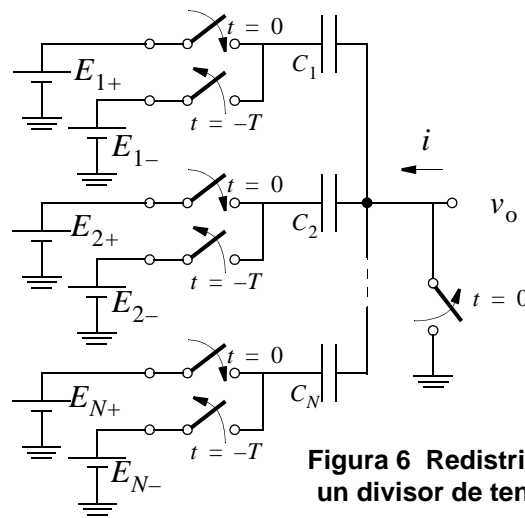 t = 0
E1+
C1
t = −T
E1−
i
vo
t = 0
E2+
C2
t = −T
E2−
t = 0
t = 0
EN+
CN
t = −T
EN−
Figura 6 Redistri
un divisor de ten